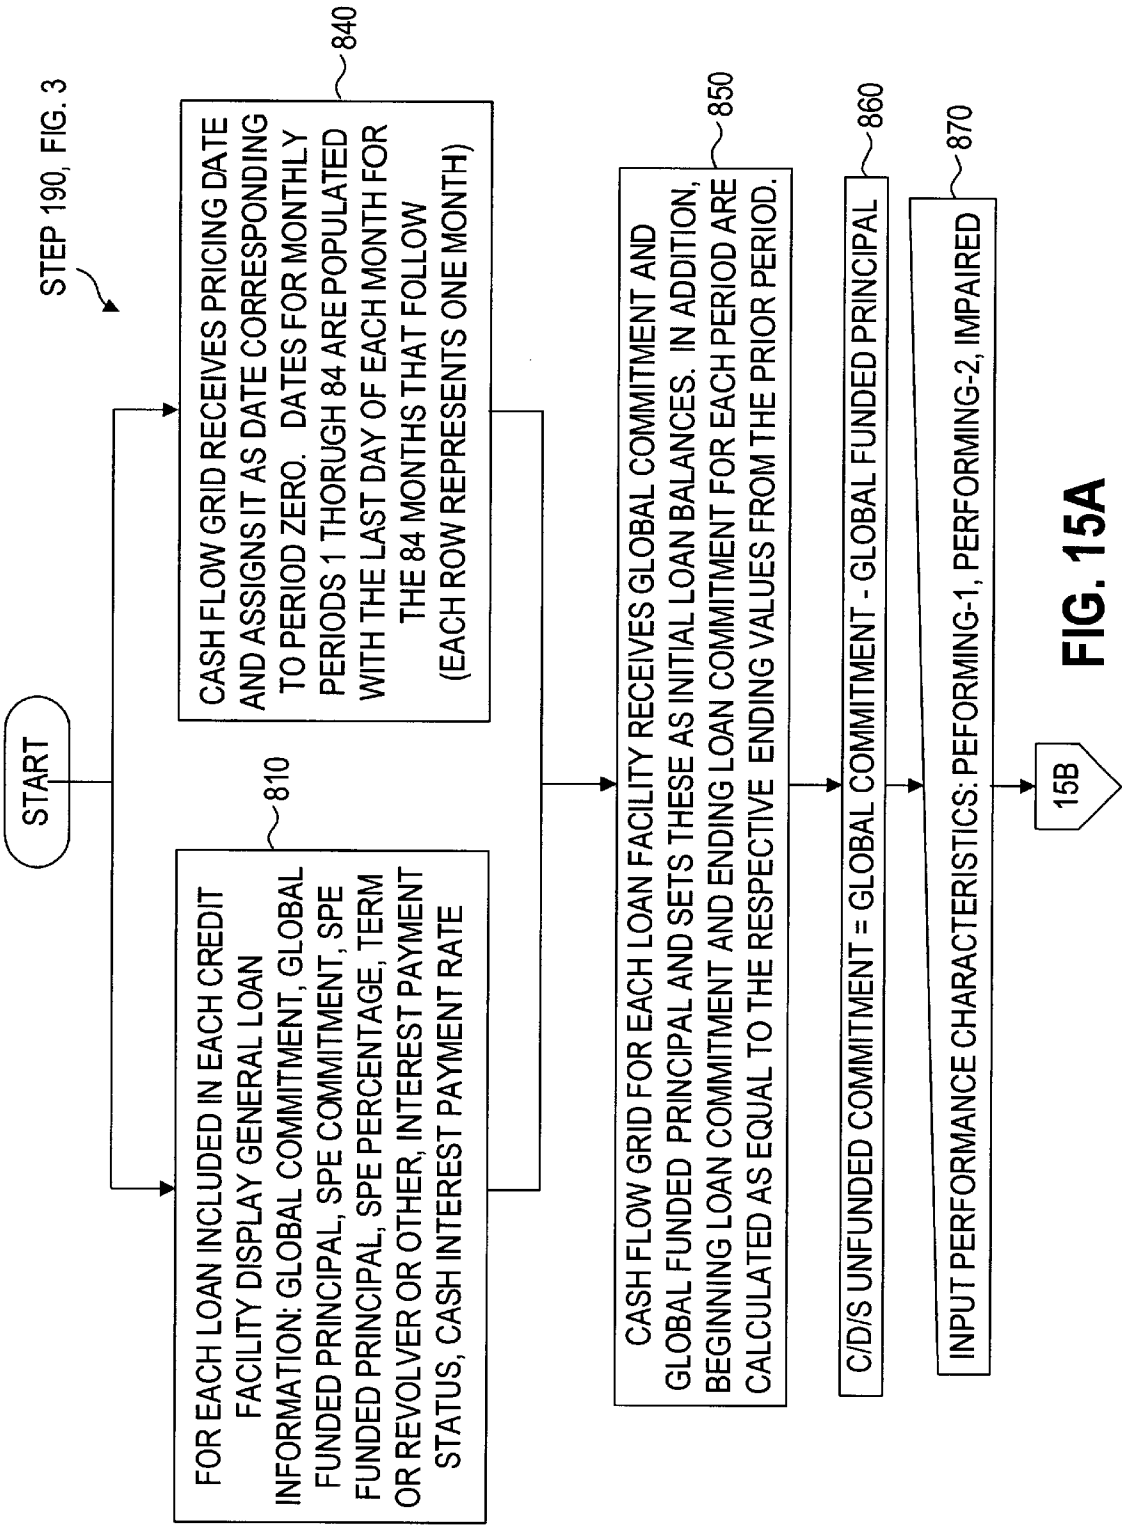 STEP 190, FIG. 3
START
FOR EACH LOAN INCLUDED IN EACH CREDIT
FACILITY DISPLAY GENERAL LOAN
INFORMATION: GLOBAL COMMITMENT, GLOBAL
FUNDED PRINCIPAL, SPE COMMITMENT, SPE
FUNDED PRINCIPAL, SPE PERCENTAGE, TERM
OR REVOLVER OR OTHER, INTEREST PAYMENT
STATUS, CASH INTEREST PAYMENT RATE
810
CASH FLOW GRID RECEIVES PRICING DATE
AND ASSIGNS IT AS DATE CORRESPONDING
TO PERIOD ZERO. DATES FOR MONTHLY
PERIODS 1 THORUGH 84 ARE POPULATED
WITH THE LAST DAY OF EACH MONTH FOR
THE 84 MONTHS THAT FOLLOW
(EACH ROW REPRESENTS ONE MONTH)
840
CASH FLOW GRID FOR EACH LOAN FACILITY RECEIVES GLOBAL COMMITMENT AND
GLOBAL FUNDED PRINCIPAL AND SETS THESE AS INITIAL LOAN BALANCES. IN ADDITION,
BEGINNING LOAN COMMITMENT AND ENDING LOAN COMMITMENT FOR EACH PERIOD ARE
CALCULATED AS EQUAL TO THE RESPECTIVE ENDING VALUES FROM THE PRIOR PERIOD.
850
C/D/S UNFUNDED COMMITMENT = GLOBAL COMMITMENT - GLOBAL FUNDED PRINCIPAL
860
INPUT PERFORMANCE CHARACTERISTICS: PEFORMING-1, PERFORMING-2, IMPAIRED
870
15B
FIG. 15A